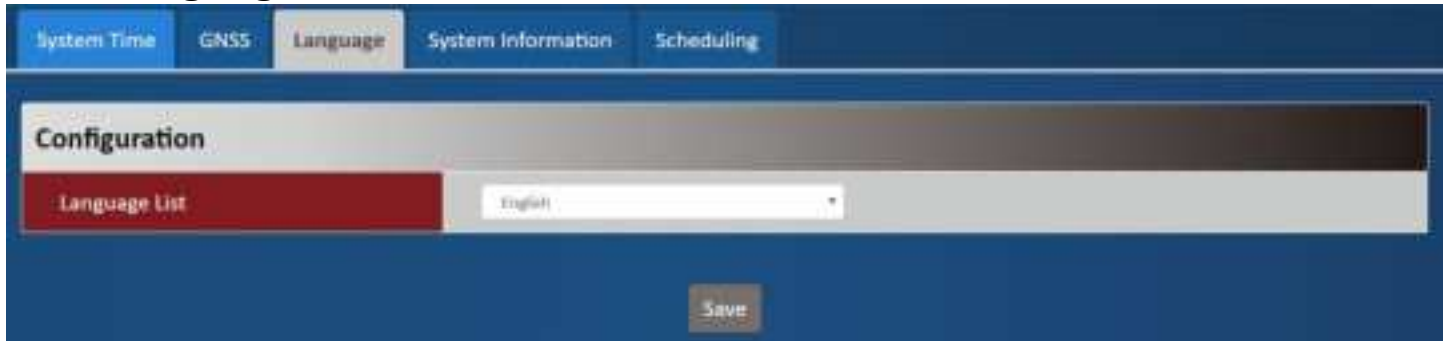 System Time GNSS Language System Information Scheduling
Configuration
Language List English
Save